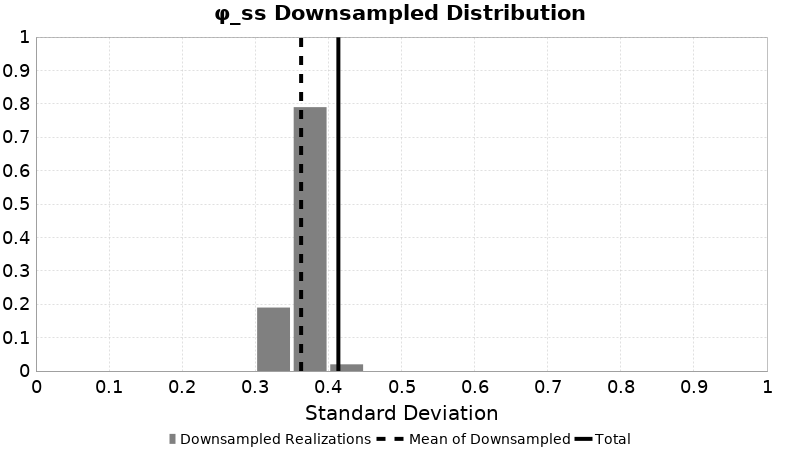 φ_ss Downsampled Distribution
1
0.9
0.8
0.7
0.6
0.5
0.4
0.3
0.2
0.1
0
0 0.1 0.2 0.3 0.4 0.5 0.6 0.7 0.8 0.9 1
Standard Deviation
Downsampled Realizations Mean of Downsampled Total